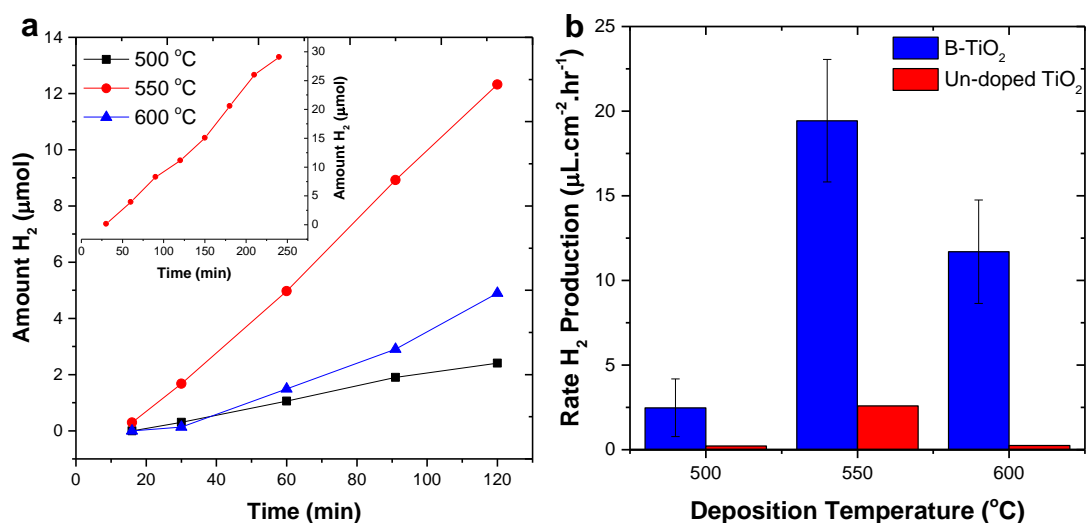 a
14
12
10
8
6
4
2
0
Amount H₂ (μmol)
20 40 60 80 100 120
Time (min)
500 °C
550 °C
600 °C
30
25
20
15
10
5
0
Amount H₂ (μmol)
0 50 100 150 200 250
Time (min)
b
25
20
15
10
5
0
Rate H₂ Production (μL.cm⁻².hr⁻¹)
B-TiO₂
Un-doped TiO₂
500 550 600
Deposition Temperature (°C)